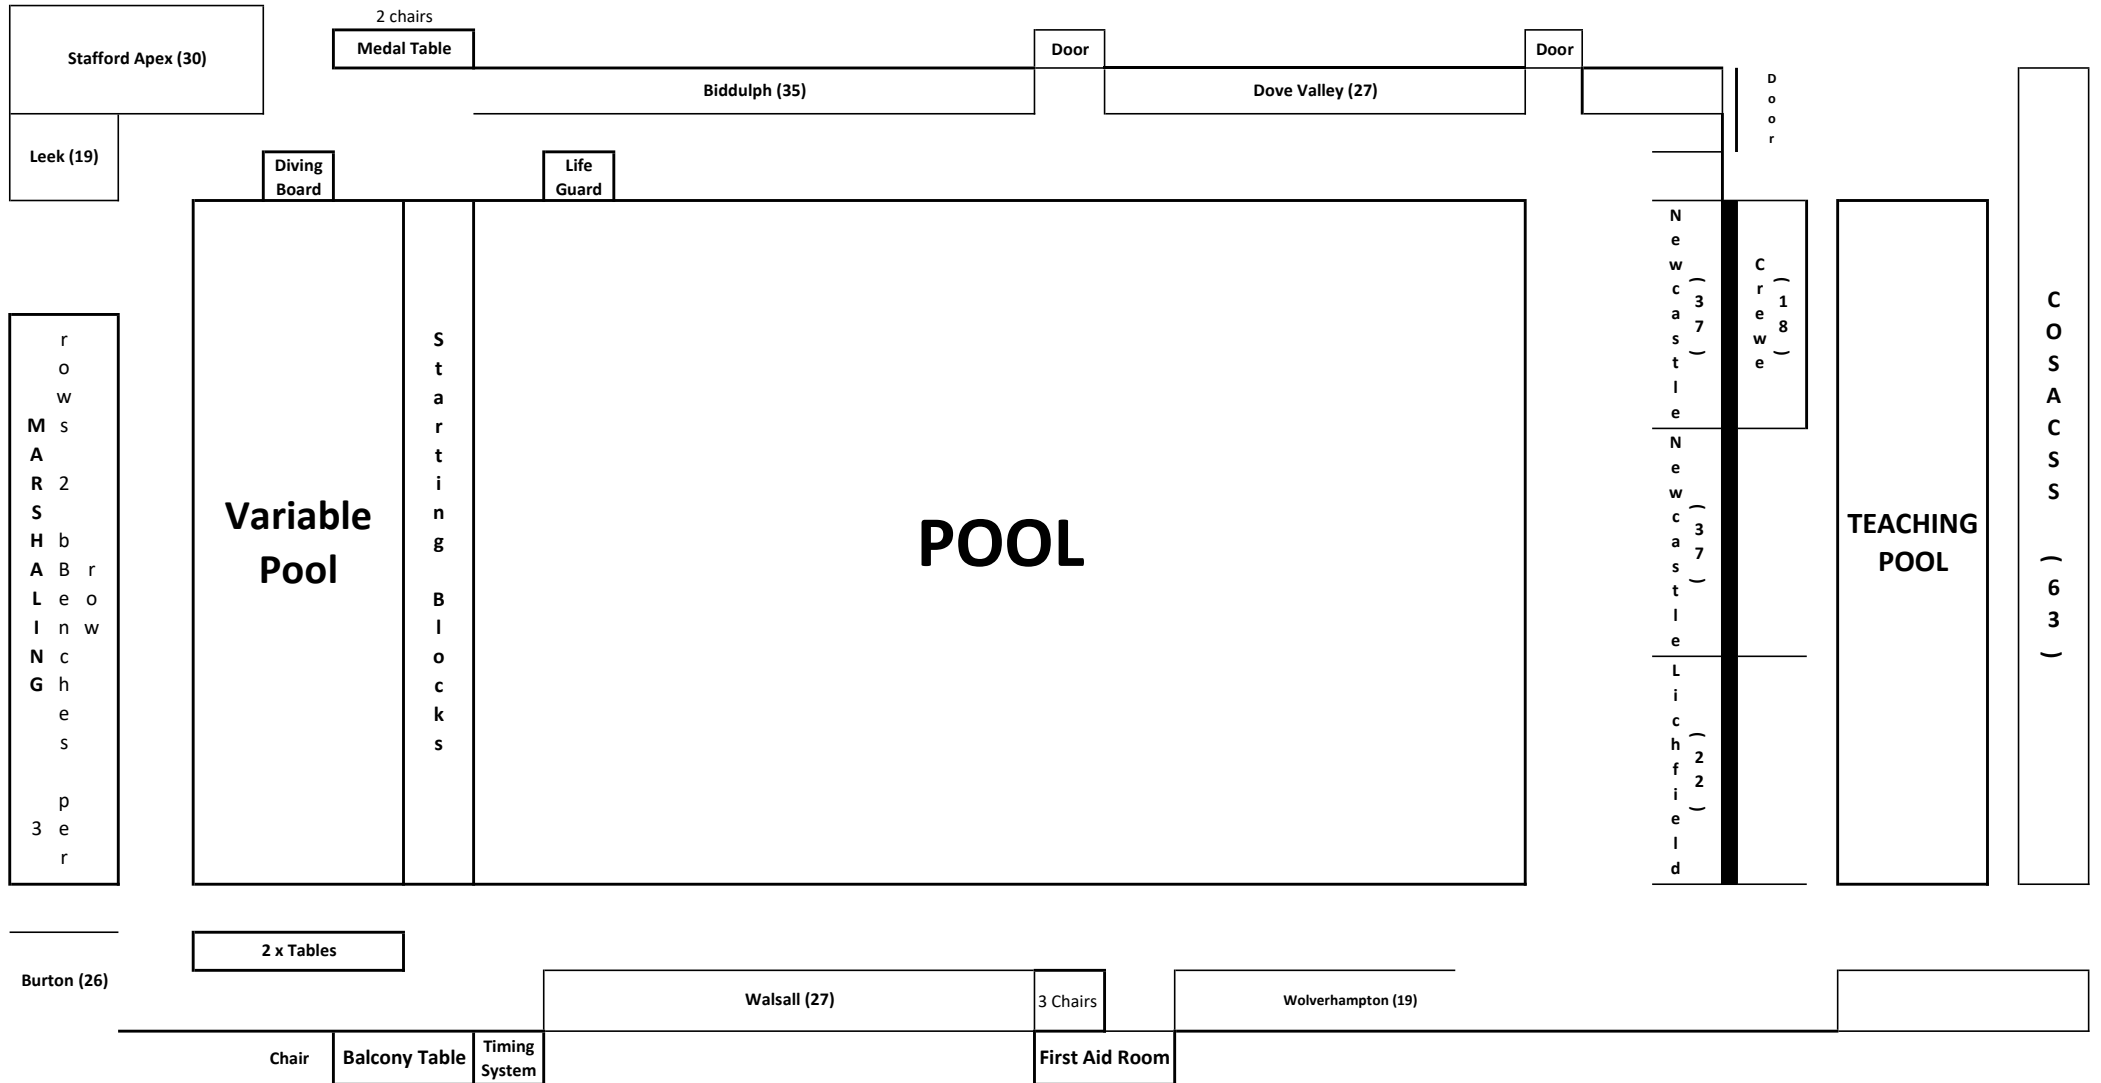 2 chairs
Stafford Apex (30)
Medal Table
Door
Door
Biddulph (35)
Dove Valley (27)
Door
Leek (19)
Diving
Board
Life
Guard
MARSHALING
3 rows 2 bBenches per row
Variable
Pool
Starting Blocks
POOL
Newcastle (37)
Crewe (18)
Newcastle (37)
Lichfield (22)
TEACHING
POOL
COSACSS (63)
2 x Tables
Burton (26)
Walsall (27)
3 Chairs
Wolverhampton (19)
Chair
Balcony Table
Timing
System
First Aid Room